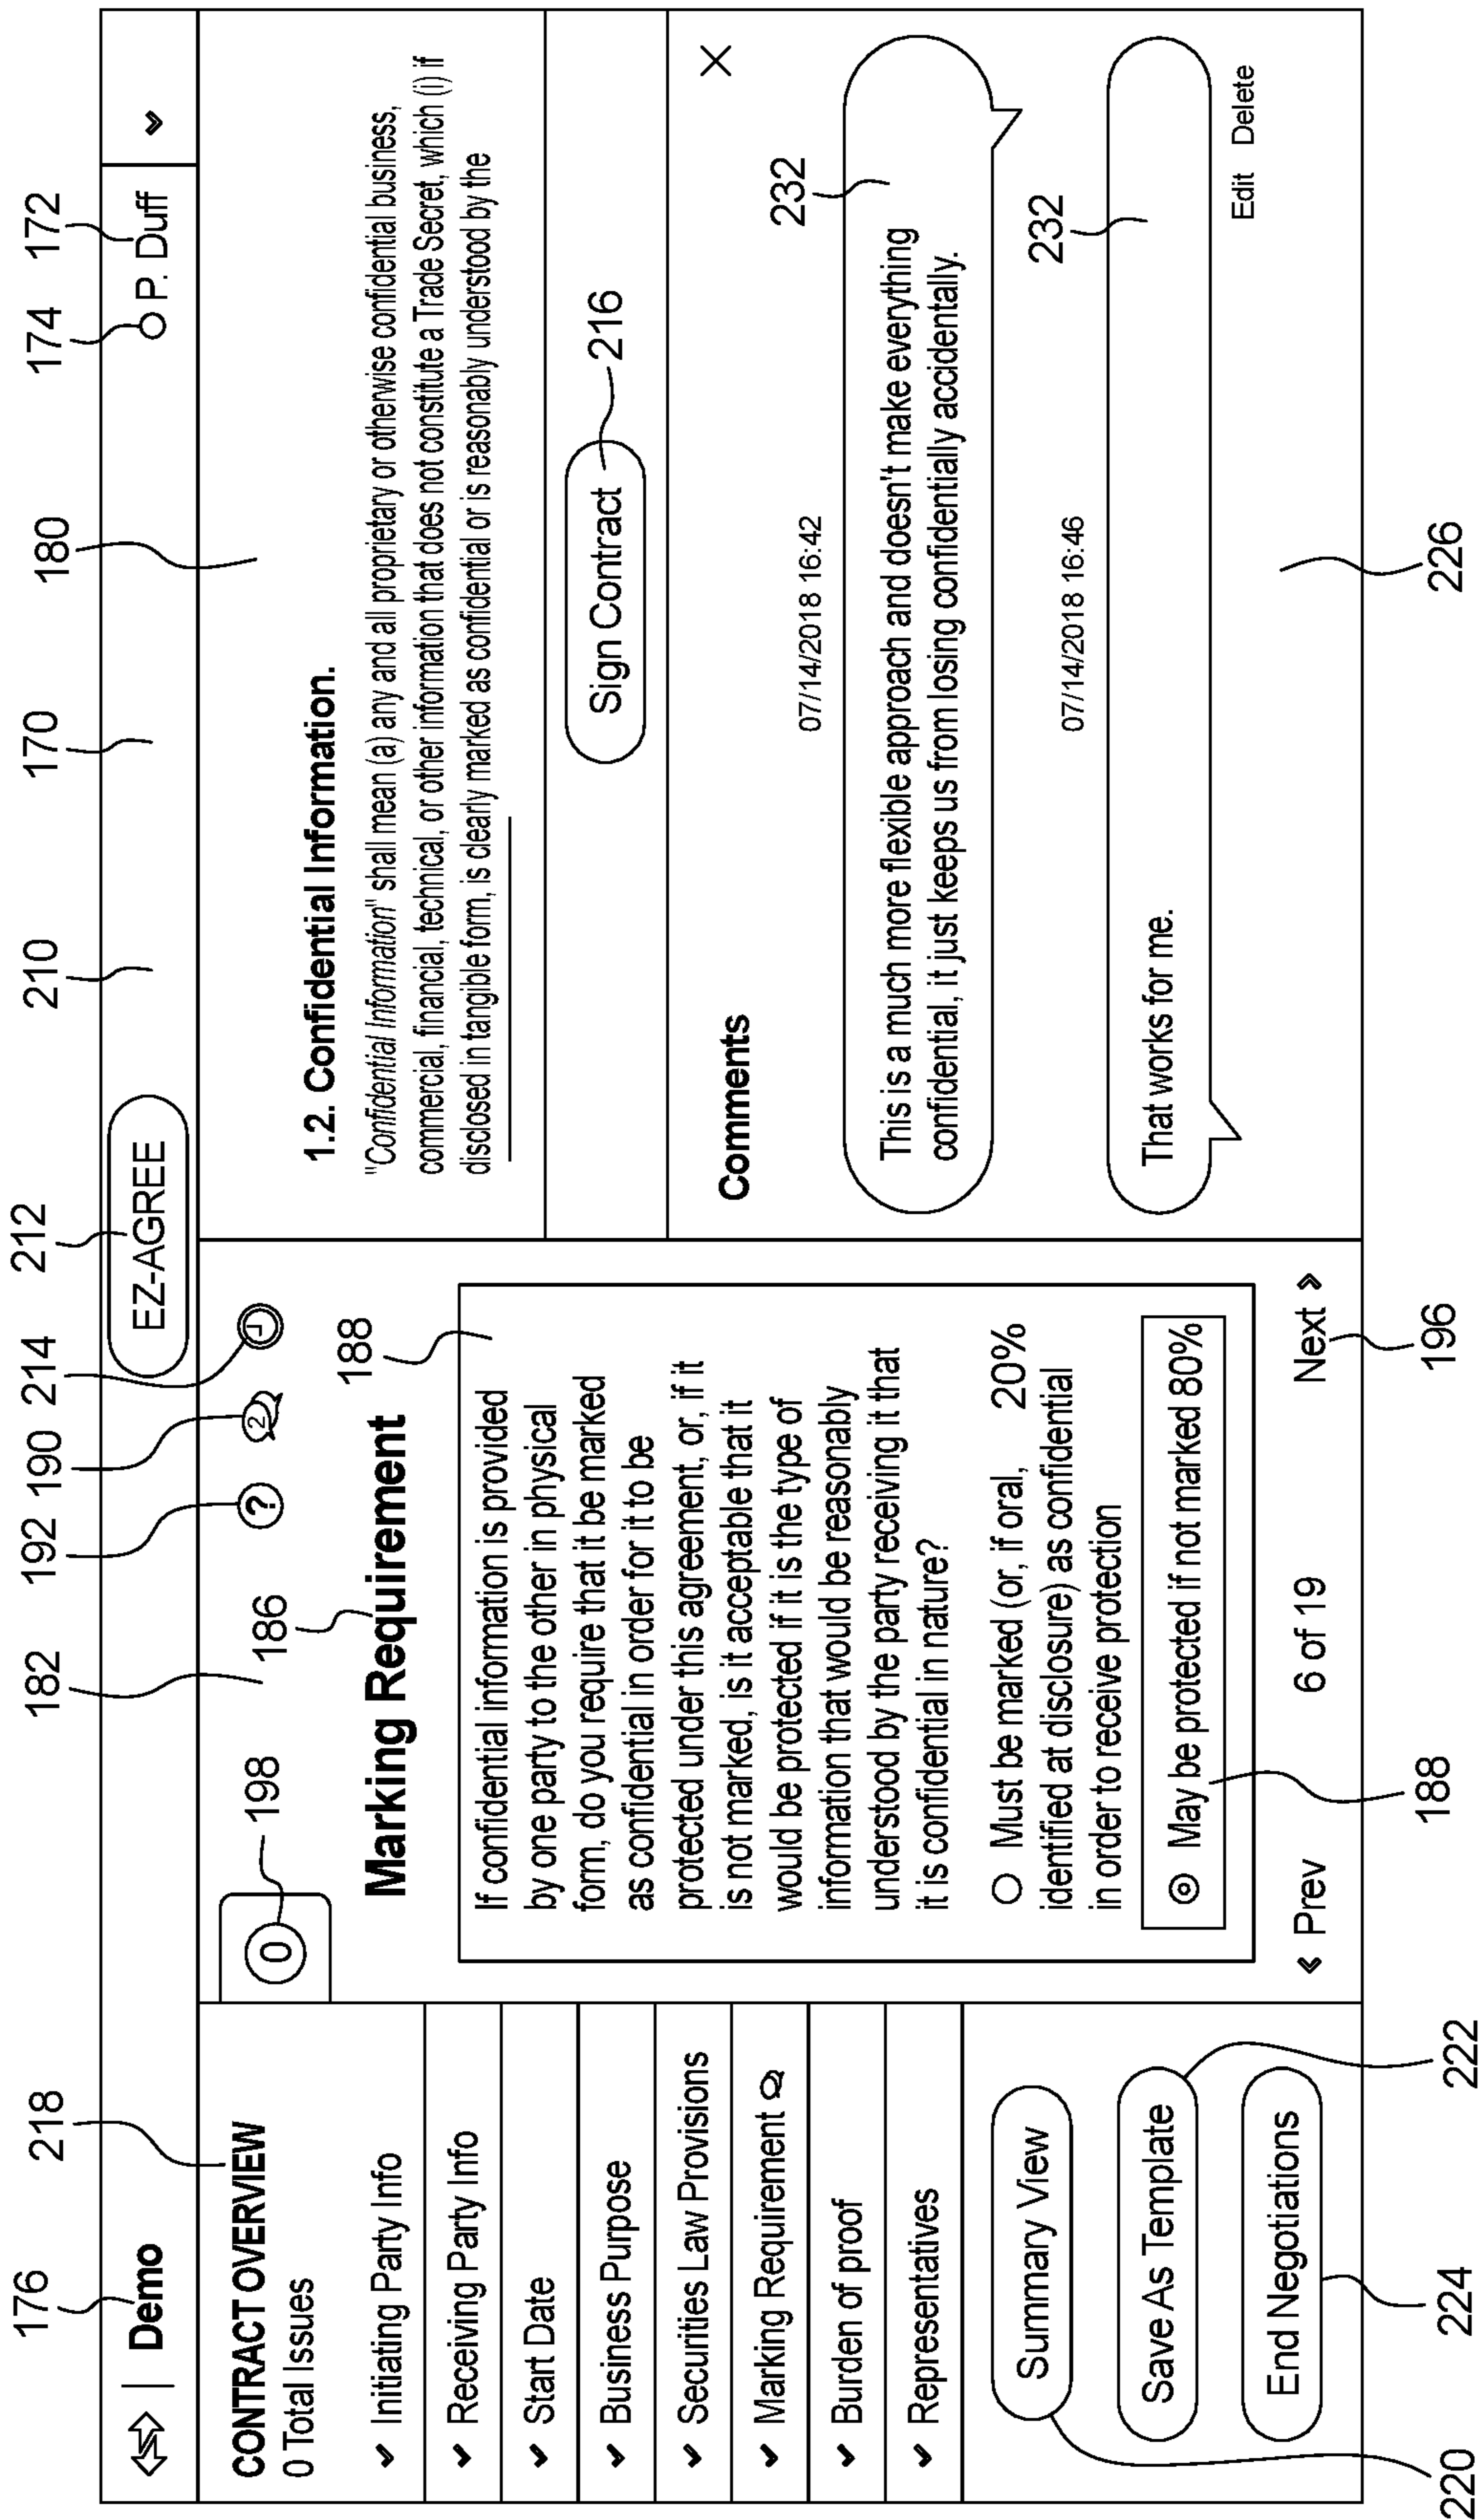 176
218
182
192
190
214
212
210
170
180
174
172
Demo
EZ-AGREE
P. Duff
CONTRACT OVERVIEW
0 Total Issues
Initiating Party Info
Receiving Party Info
Start Date
Business Purpose
Securities Law Provisions
Marking Requirement
Burden of proof
Representatives
Summary View
Save As Template
End Negotiations
0
198
186
?
2
188
Marking Requirement
If confidential information is provided
by one party to the other in physical
form, do you require that it be marked
as confidential in order for it to be
protected under this agreement, or, if it
is not marked, is it acceptable that it
would be protected if it is the type of
information that would be reasonably
understood by the party receiving it that
it is confidential in nature?
Must be marked (or, if oral, 20%
identified at disclosure) as confidential
in order to receive protection
May be protected if not marked 80%
Prev 6 of 19 Next
1.2. Confidential Information.
"Confidential Information" shall mean (a) any and all proprietary or otherwise confidential business,
commercial, financial, technical, or other information that does not constitute a Trade Secret, which (i) if
disclosed in tangible form, is clearly marked as confidential or is reasonably understood by the
Sign Contract
216
Comments
07/14/2018 16:42
232
This is a much more flexible approach and doesn't make everything
confidential, it just keeps us from losing confidentially accidentally.
07/14/2018 16:46
232
That works for me.
Edit Delete
220
224
222
188
196
226